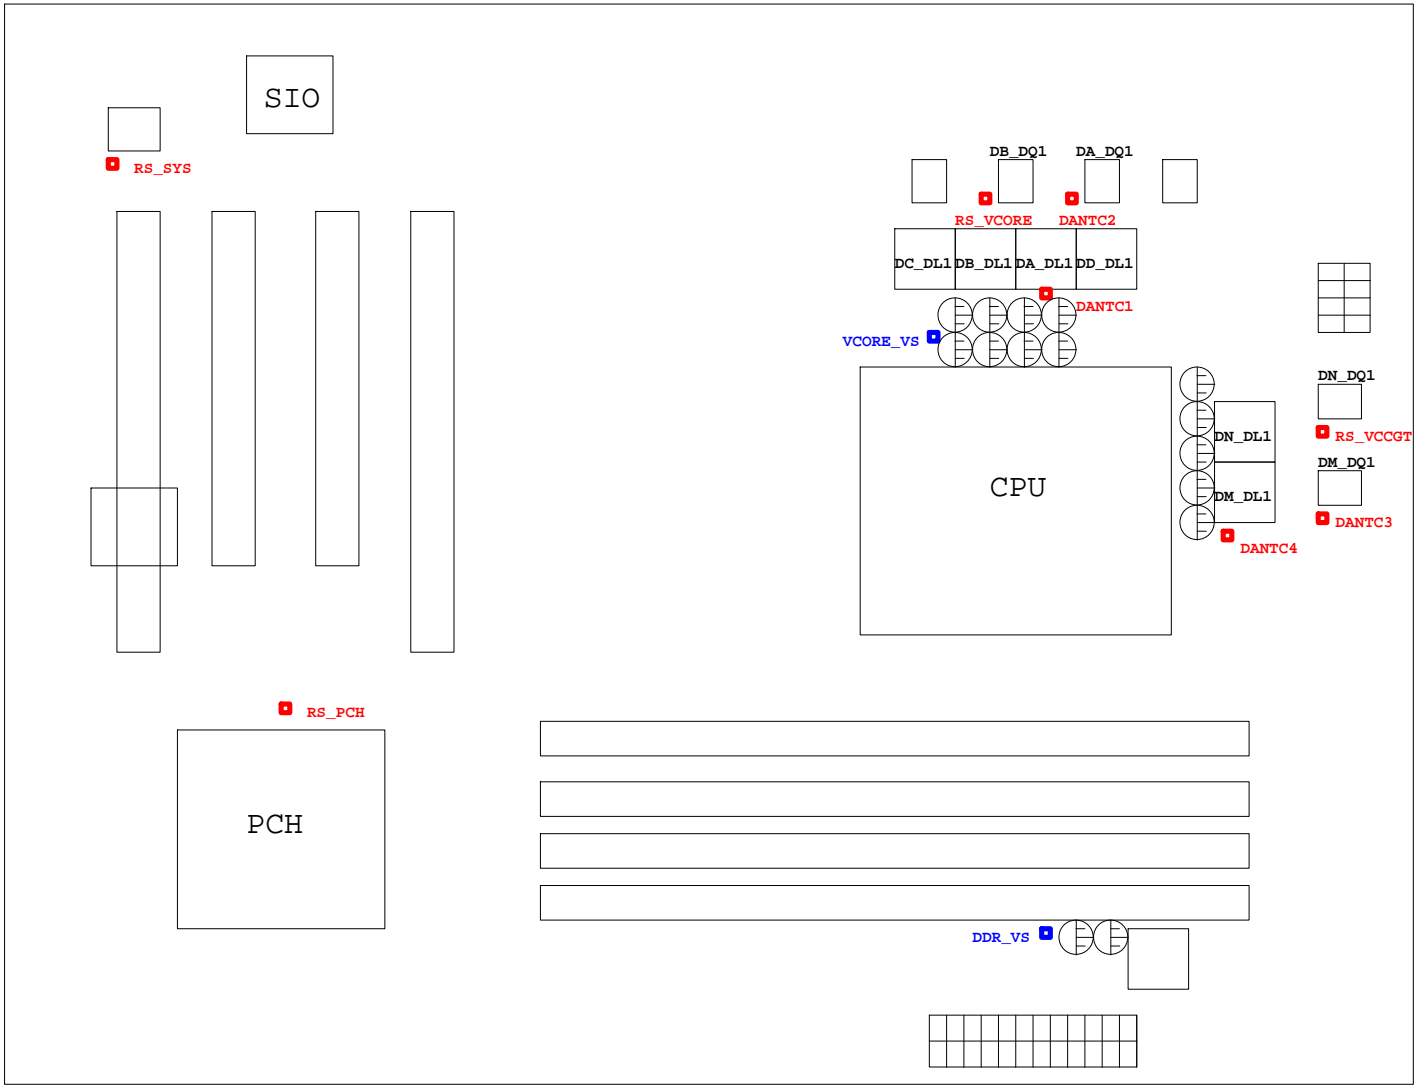 SIO
RS_SYS
DB_DQ1
DA_DQ1
RS_VCORE
DANTC2
DC_DL1
DB_DL1
DA_DL1
DD_DL1
DANTC1
VCORE_VS
DN_DQ1
DN_DL1
RS_VCCGT
DM_DQ1
CPU
DM_DL1
DANTC3
DANTC4
RS_PCH
PCH
DDR_VS